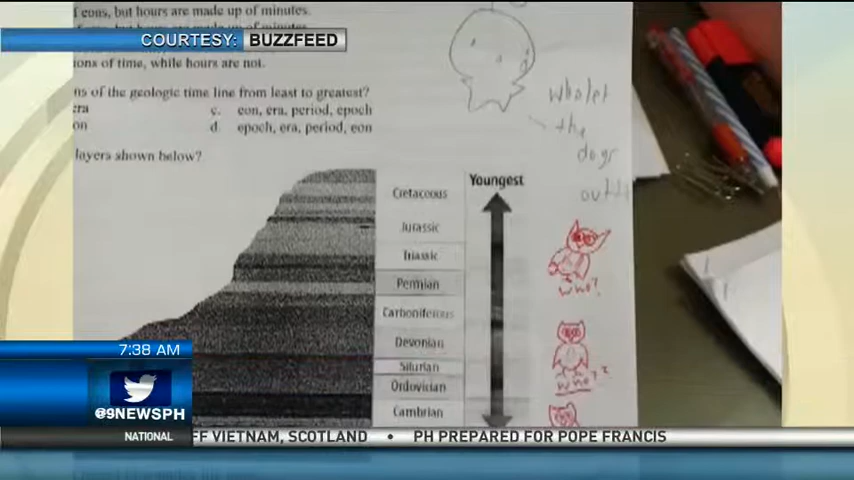 f eons, but hours are made up of minutes.
COURTESY: BUZZFEED
ions of time, while hours are not.
ns of the geologic time line from least to greatest?
era
c. eon, era, period, epoch
on
d. epoch, era, period, eon
layers shown below?
who let
the
dogs
out?
Youngest
Cretaceous
Jurassic
Triassic
Permian
Carboniferous
Devonian
Silurian
Ordovician
Cambrian
who?
who??
7:38 AM
@9NEWSPH
NATIONAL
FF VIETNAM, SCOTLAND • PH PREPARED FOR POPE FRANCIS